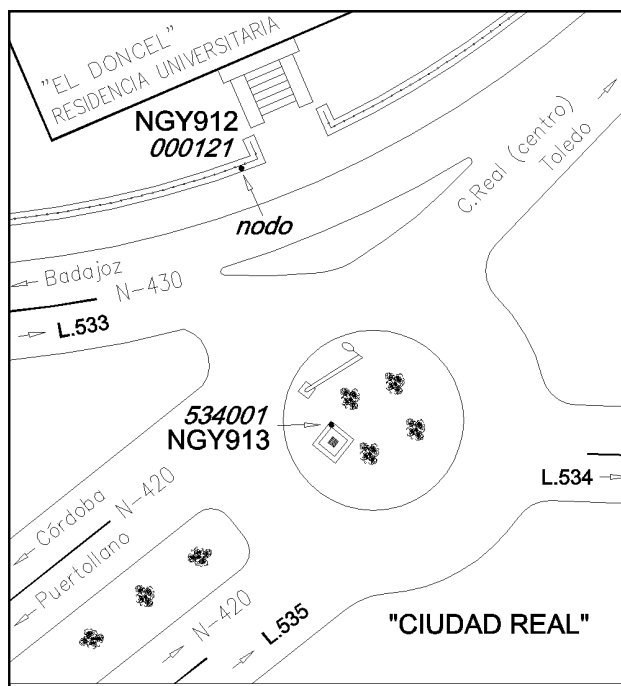 "EL DONCEL"
RESIDENCIA UNIVERSITARIA
NGY912
000121
nodo
C.Real (centro)
Toledo
Badajoz
N-430
L.533
534001
NGY913
L.534
Córdoba
N-420
Puertollano
N-420
L.535
"CIUDAD REAL"